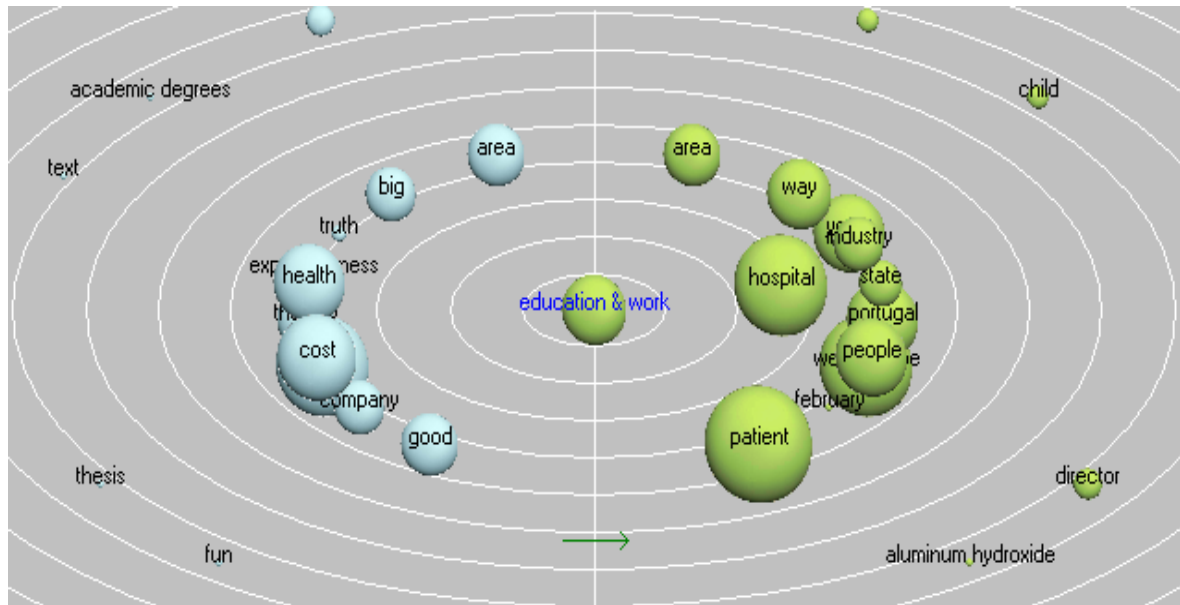 academic degrees
child
text
area
area
big
way
truth
industry
health
hospital
state
education & work
portugal
cost
people
company
february
good
patient
thesis
director
fun
aluminum hydroxide